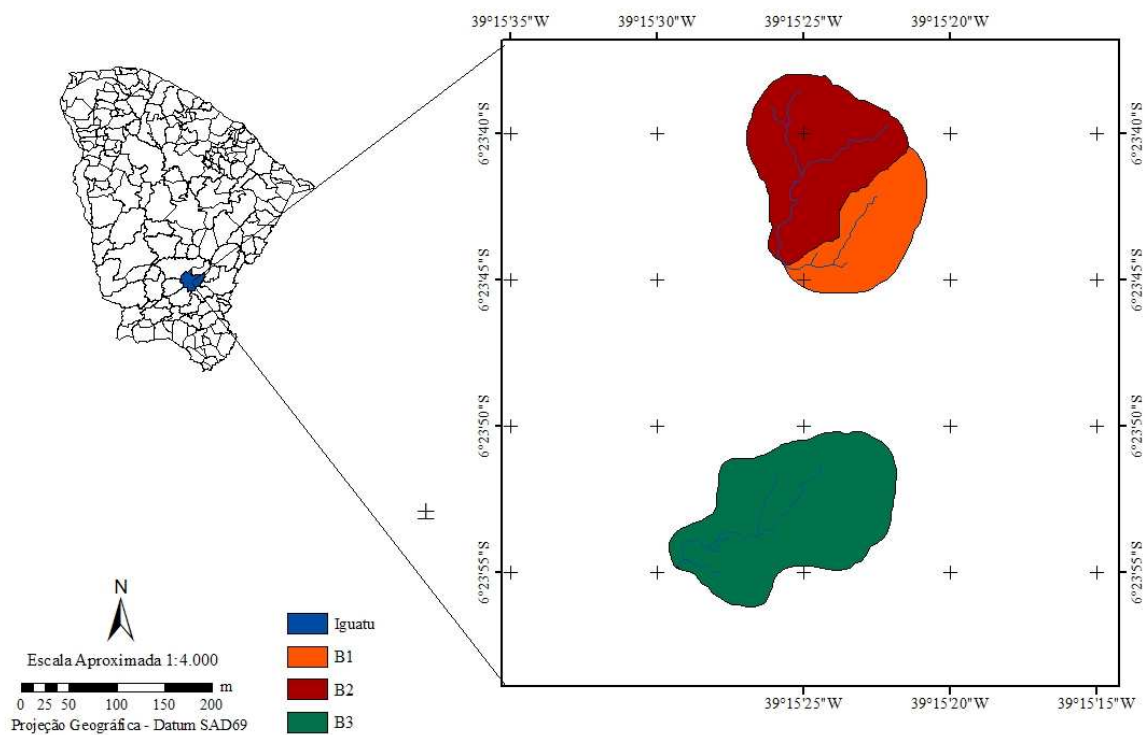 39°15'35"W 39°15'30"W 39°15'25"W 39°15'20"W
6°23'40"S 6°23'40"S
6°23'45"S 6°23'45"S
6°23'50"S 6°23'50"S
6°23'55"S 6°23'55"S
39°15'30"W 39°15'25"W 39°15'20"W 39°15'15"W
N
Escala Aproximada 1:4.000
m
0 25 50 100 150 200
Projeção Geográfica - Datum SAD69
Iguatu
B1
B2
B3